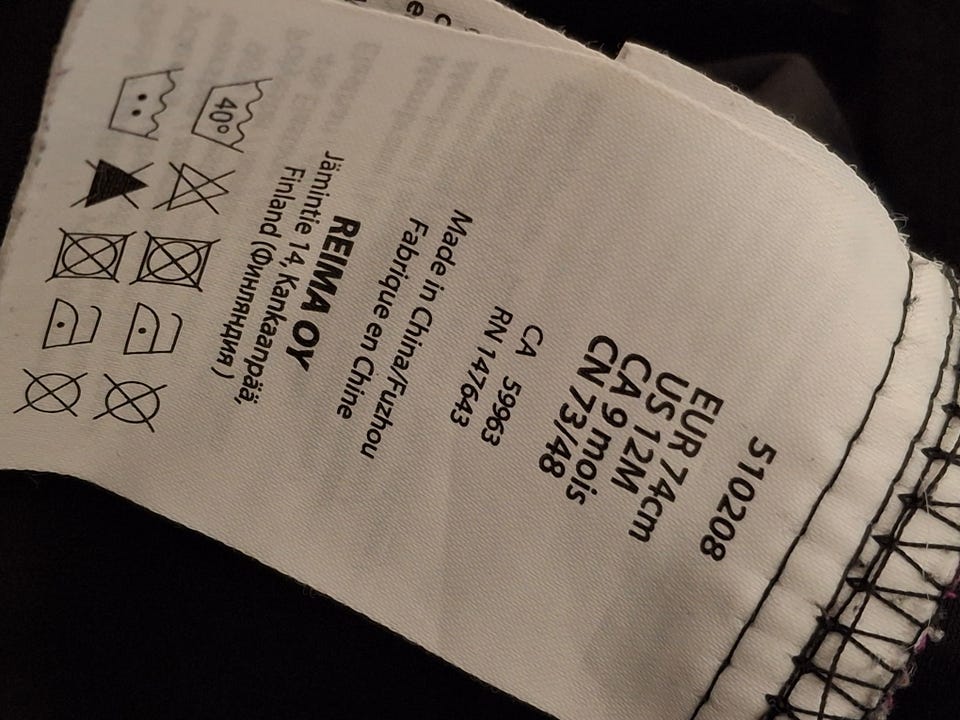 510208
EUR 74cm
US 12M
CA 9 mois
CN 73/48
CA 59963
RN 147643
Made in China/Fuzhou
Fabrique en Chine
REIMA OY
Jämintie 14, Kankaanpää,
Finland (Финляндия)
40°